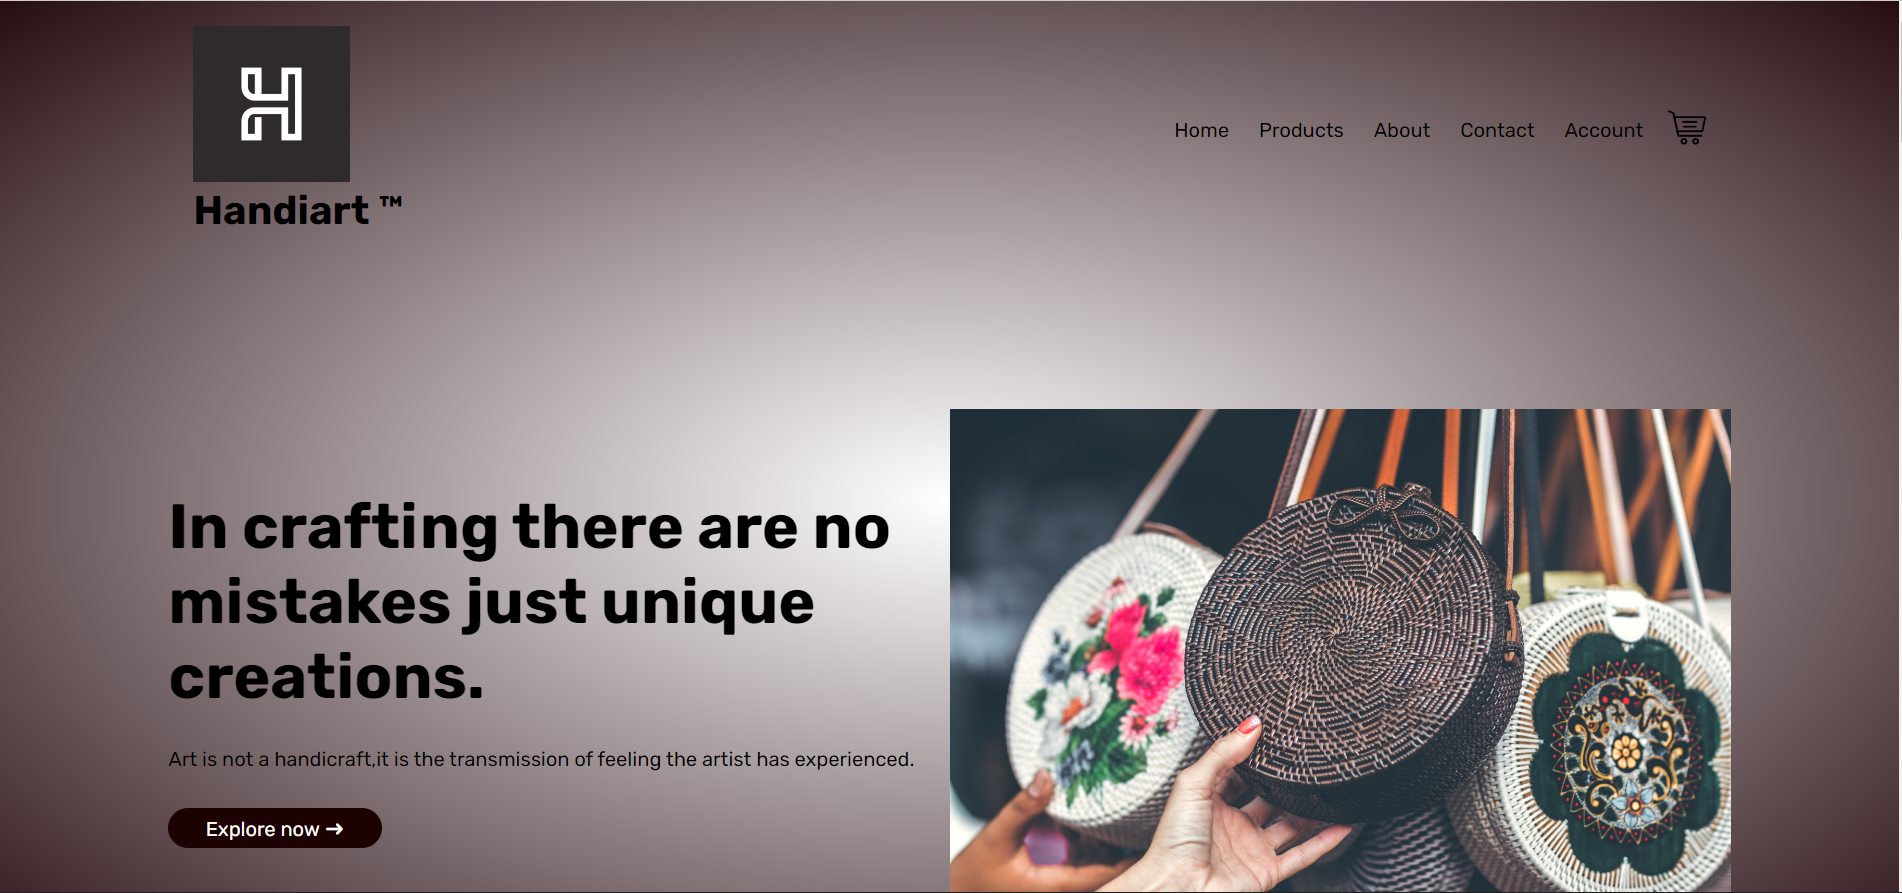 H
Handiart ™
Home Products About Contact Account
In crafting there are no
mistakes just unique
creations.
Art is not a handicraft,it is the transmission of feeling the artist has experienced.
Explore now ➜